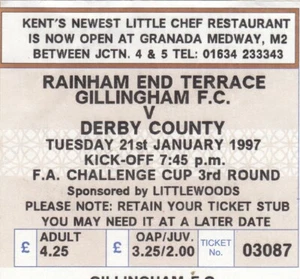 KENT'S NEWEST LITTLE CHEF RESTAURANT
IS NOW OPEN AT GRANADA MEDWAY, M2
BETWEEN JCTN. 4 & 5 TEL: 01634 233343
RAINHAM END TERRACE
GILLINGHAM F.C.
V
DERBY COUNTY
TUESDAY 21st JANUARY 1997
KICK-OFF 7:45 p.m.
F.A. CHALLENGE CUP 3rd ROUND
Sponsored by LITTLEWOODS
PLEASE NOTE: RETAIN YOUR TICKET STUB
YOU MAY NEED IT AT A LATER DATE
£ ADULT 4.25 £ OAP/JUV. 3.25/2.00 TICKET No. 03087
GILLINGHAM F.C.